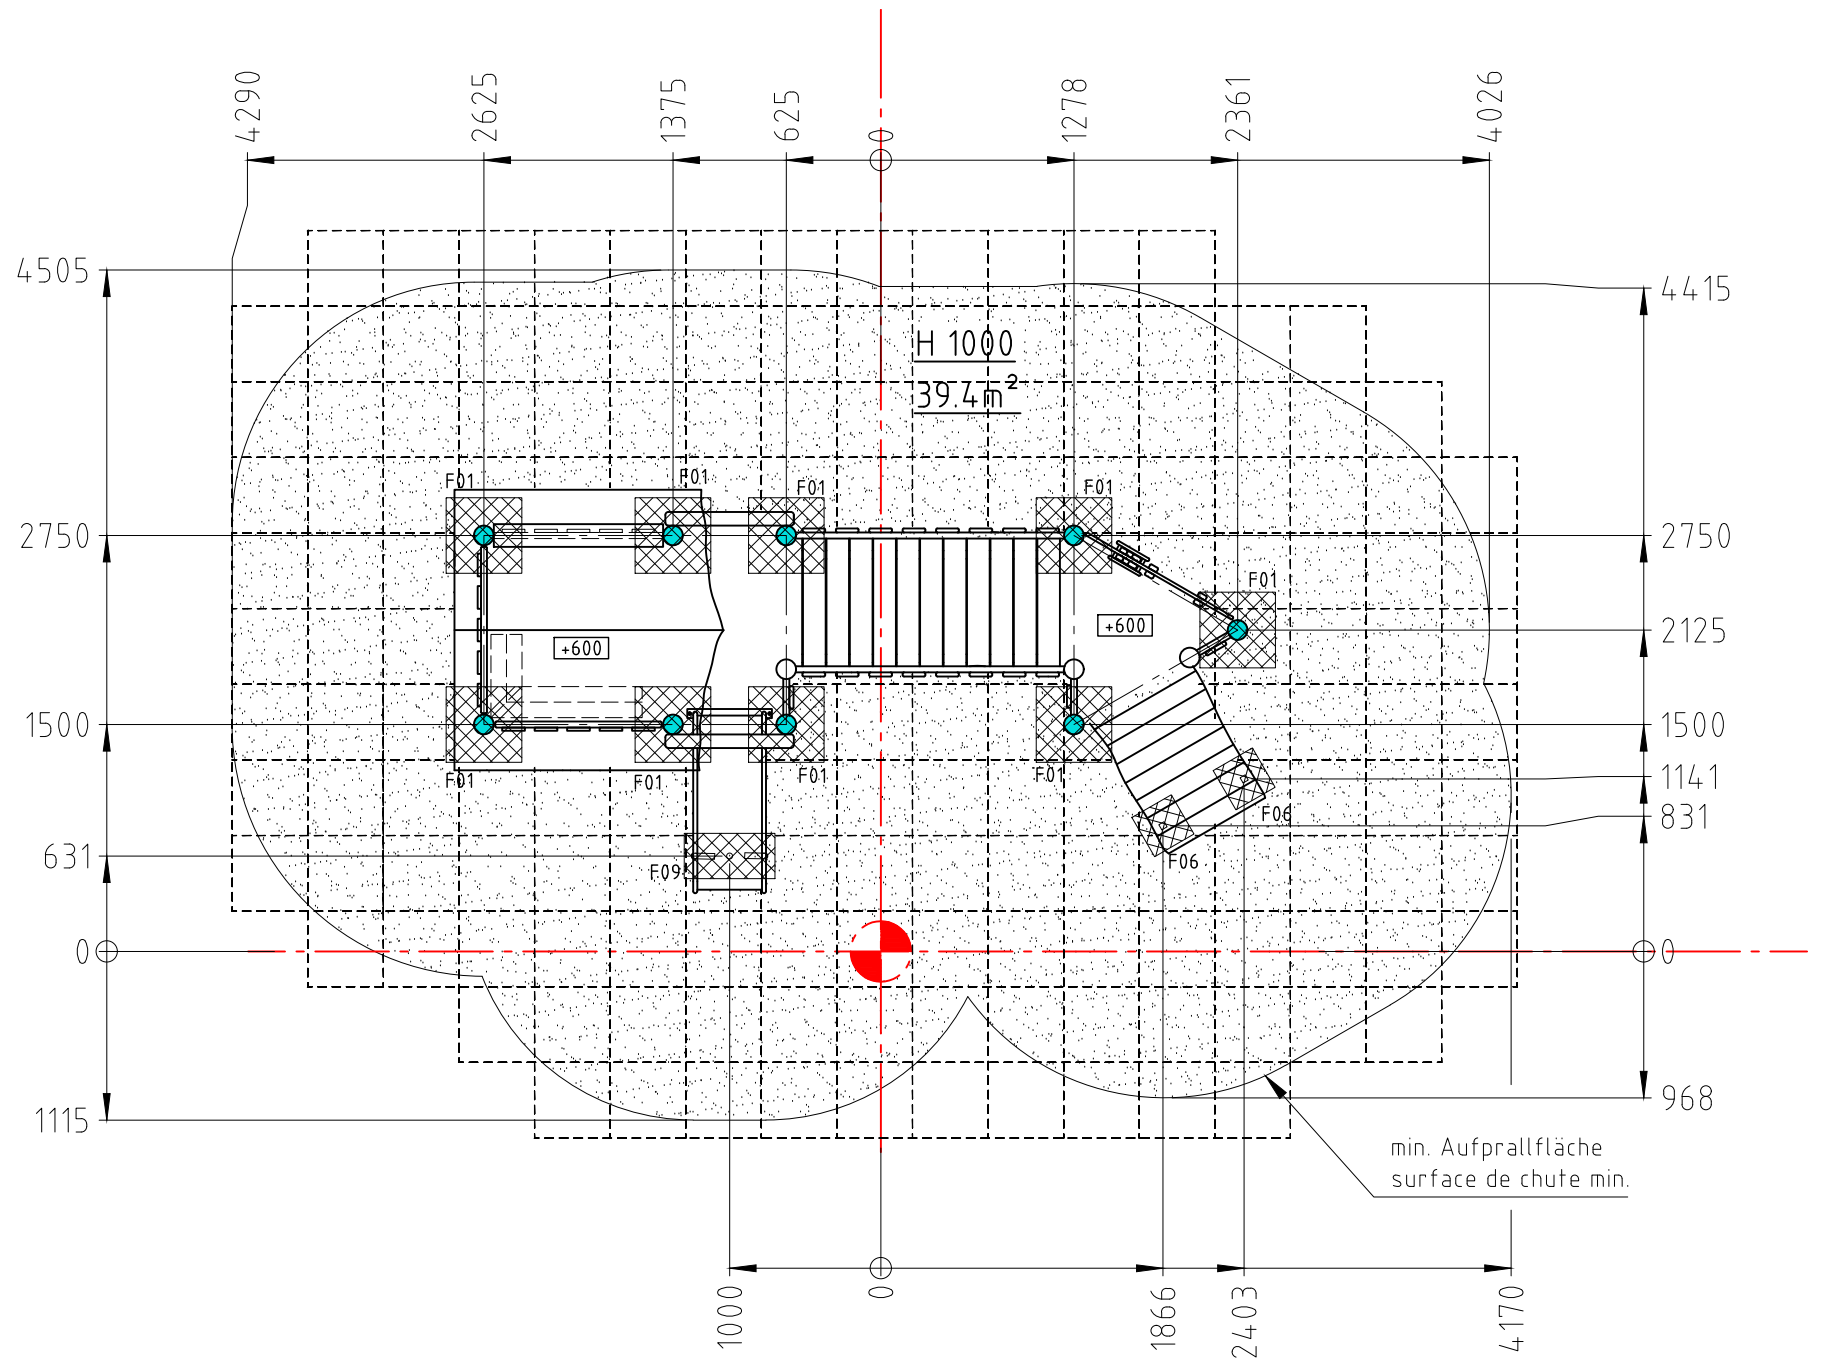 4290
2625
1375
625
0
1278
2361
4026
4505
4415
H 1000
39.4m²
F01
F01
F01
F01
2750
2750
F01
+600
+600
2125
1500
1500
F01
F01
F01
F01
1141
F06
831
631
F06
F09
0
0
1115
968
min. Aufprallfläche
surface de chute min.
1000
0
1866
2403
4170